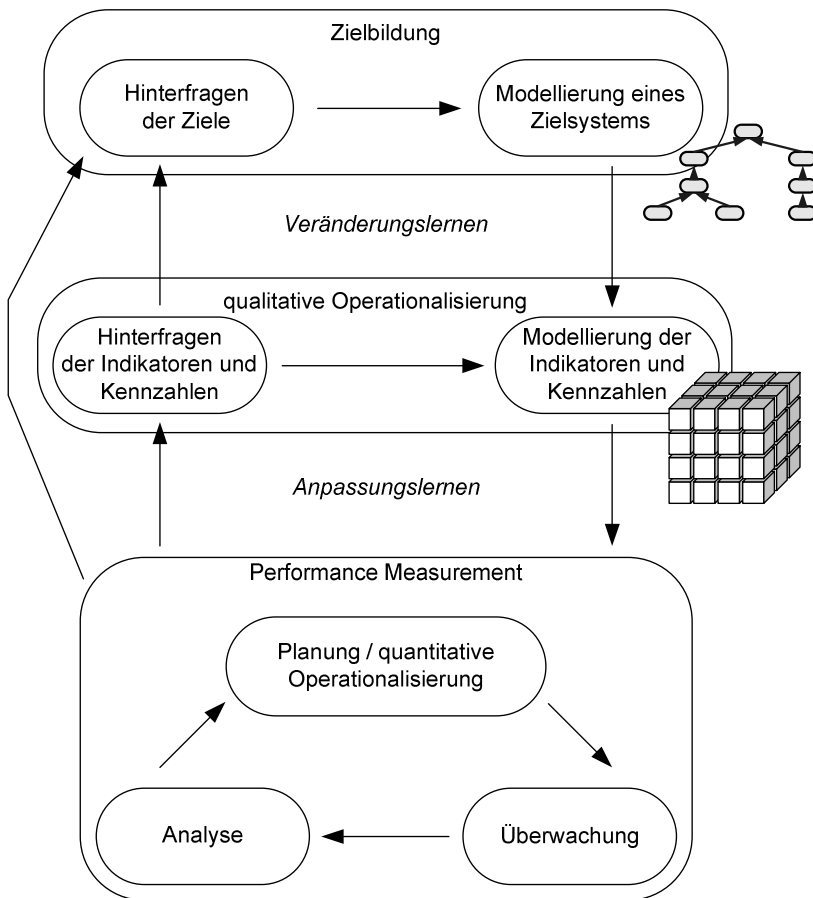 Zielbildung
Hinterfragen
der Ziele
Modellierung eines
Zielsystems
Veränderungslernen
qualitative Operationalisierung
Hinterfragen
der Indikatoren und
Kennzahlen
Modellierung der
Indikatoren und
Kennzahlen
Anpassungslernen
Performance Measurement
Planung / quantitative
Operationalisierung
Analyse
Überwachung